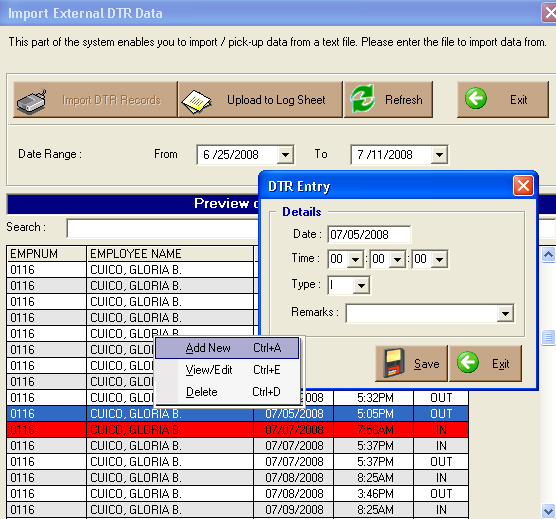 Import External DTR Data
This part of the system enables you to import / pick-up data from a text file. Please enter the file to import data from.
Import DTR Records Upload to Log Sheet Refresh Exit
Date Range : From 6 /25/2008 To 7 /11/2008
Preview
Search :
EMPNUM EMPLOYEE NAME
0116 CUICO, GLORIA B.
0116 CUICO, GLORIA B.
0116 CUICO, GLORIA B.
0116 CUICO, GLORIA B.
0116 CUICO, GLORIA B.
0116 CUICO, GLORIA B.
0116 CUICO, GLORIA B.
0116 CUICO, GLORIA B. 5:32PM OUT
0116 CUICO, GLORIA B. 07/05/2008 5:05PM OUT
0116 CUICO, GLORIA B. 07/07/2008 7:56AM IN
0116 CUICO, GLORIA B. 07/07/2008 5:37PM IN
0116 CUICO, GLORIA B. 07/07/2008 5:37PM OUT
0116 CUICO, GLORIA B. 07/08/2008 8:25AM IN
0116 CUICO, GLORIA B. 07/08/2008 3:46PM OUT
0116 CUICO, GLORIA B. 07/09/2008 8:25AM IN
DTR Entry
Details
Date : 07/05/2008
Time : 00 : 00 : 00
Type : I
Remarks :
Save Exit
Add New Ctrl+A
View/Edit Ctrl+E
Delete Ctrl+D